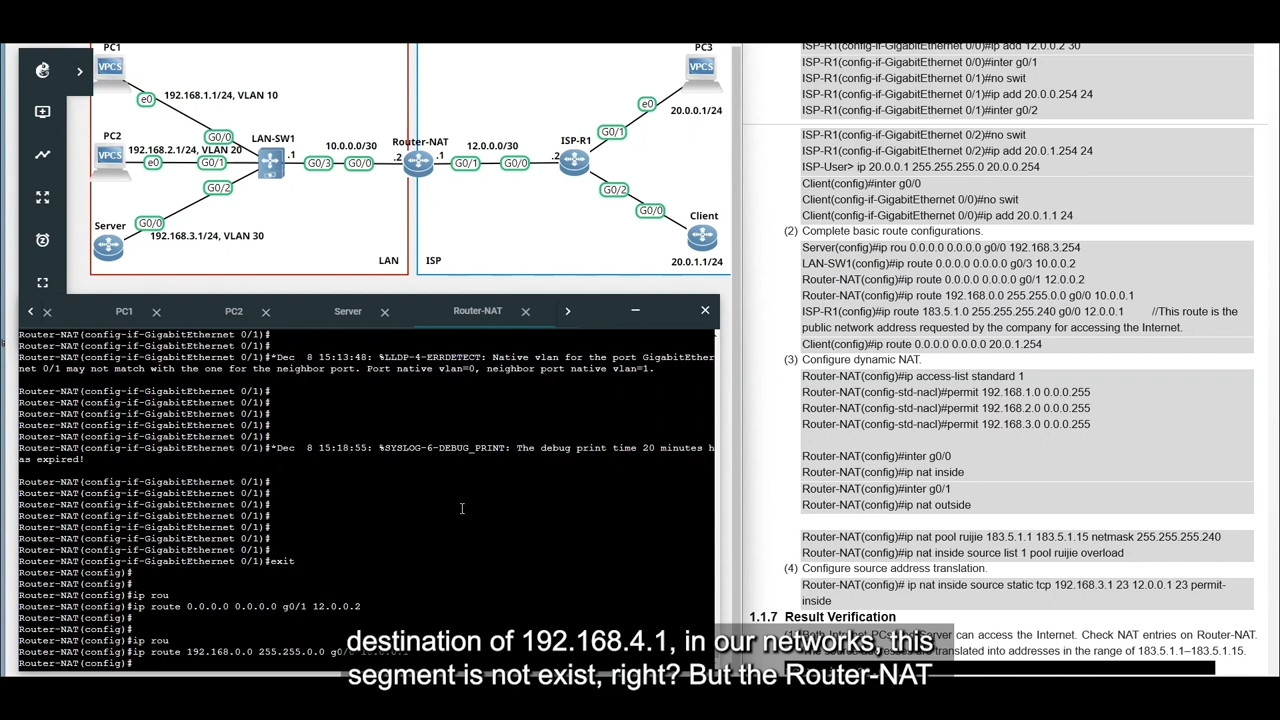 PC1
VPCS
e0
192.168.1.1/24, VLAN 10
PC2
VPCS
192.168.2.1/24, VLAN 20
e0
G0/0
G0/1
G0/2
LAN-SW1
.1
G0/3
10.0.0.0/30
G0/0
.2
Router-NAT
.1
G0/1
12.0.0.0/30
G0/0
.2
ISP-R1
G0/1
e0
PC3
VPCS
20.0.0.1/24
G0/2
G0/0
Client
20.0.1.1/24
Server
G0/0
192.168.3.1/24, VLAN 30
LAN
ISP
PC1
PC2
Server
Router-NAT
Router-NAT(config-if-GigabitEthernet 0/1)#
Router-NAT(config-if-GigabitEthernet 0/1)#
Router-NAT(config-if-GigabitEthernet 0/1)#*Dec  8 15:13:48: %LLDP-4-ERRDETECT: Native vlan for the port GigabitEther
net 0/1 may not match with the one for the neighbor port. Port native vlan=0, neighbor port native vlan=1.
Router-NAT(config-if-GigabitEthernet 0/1)#
Router-NAT(config-if-GigabitEthernet 0/1)#
Router-NAT(config-if-GigabitEthernet 0/1)#
Router-NAT(config-if-GigabitEthernet 0/1)#
Router-NAT(config-if-GigabitEthernet 0/1)#
Router-NAT(config-if-GigabitEthernet 0/1)#*Dec  8 15:18:55: %SYSLOG-6-DEBUG_PRINT: The debug print time 20 minutes h
as expired!
Router-NAT(config-if-GigabitEthernet 0/1)#
Router-NAT(config-if-GigabitEthernet 0/1)#
Router-NAT(config-if-GigabitEthernet 0/1)#
Router-NAT(config-if-GigabitEthernet 0/1)#
Router-NAT(config-if-GigabitEthernet 0/1)#
Router-NAT(config-if-GigabitEthernet 0/1)#
Router-NAT(config-if-GigabitEthernet 0/1)#
Router-NAT(config-if-GigabitEthernet 0/1)#exit
Router-NAT(config)#
Router-NAT(config)#
Router-NAT(config)#ip rou
Router-NAT(config)#ip route 0.0.0.0 0.0.0.0 g0/1 12.0.0.2
Router-NAT(config)#
Router-NAT(config)#
Router-NAT(config)#ip rou
Router-NAT(config)#ip route 192.168.0.0 255.255.0.0 g0/
Router-NAT(config)#
ISP-R1(config-if-GigabitEthernet 0/0)#ip add 12.0.0.2 30
ISP-R1(config-if-GigabitEthernet 0/0)#inter g0/1
ISP-R1(config-if-GigabitEthernet 0/1)#no swit
ISP-R1(config-if-GigabitEthernet 0/1)#ip add 20.0.0.254 24
ISP-R1(config-if-GigabitEthernet 0/1)#inter g0/2
ISP-R1(config-if-GigabitEthernet 0/2)#no swit
ISP-R1(config-if-GigabitEthernet 0/2)#ip add 20.0.1.254 24
ISP-User> ip 20.0.0.1 255.255.255.0 20.0.0.254
Client(config)#inter g0/0
Client(config-if-GigabitEthernet 0/0)#no swit
Client(config-if-GigabitEthernet 0/0)#ip add 20.0.1.1 24
(2) Complete basic route configurations.
Server(config)#ip rou 0.0.0.0 0.0.0.0 g0/0 192.168.3.254
LAN-SW1(config)#ip route 0.0.0.0 0.0.0.0 g0/3 10.0.0.2
Router-NAT(config)#ip route 0.0.0.0 0.0.0.0 g0/1 12.0.0.2
Router-NAT(config)#ip route 192.168.0.0 255.255.0.0 g0/0 10.0.0.1
ISP-R1(config)#ip route 183.5.1.0 255.255.255.240 g0/0 12.0.0.1 //This route is the
public network address requested by the company for accessing the Internet.
Client(config)#ip route 0.0.0.0 0.0.0.0 20.0.1.254
(3) Configure dynamic NAT.
Router-NAT(config)#ip access-list standard 1
Router-NAT(config-std-nacl)#permit 192.168.1.0 0.0.0.255
Router-NAT(config-std-nacl)#permit 192.168.2.0 0.0.0.255
Router-NAT(config-std-nacl)#permit 192.168.3.0 0.0.0.255
Router-NAT(config)#inter g0/0
Router-NAT(config)#ip nat inside
Router-NAT(config)#inter g0/1
Router-NAT(config)#ip nat outside
Router-NAT(config)#ip nat pool ruijie 183.5.1.1 183.5.1.15 netmask 255.255.255.240
Router-NAT(config)#ip nat inside source list 1 pool ruijie overload
(4) Configure source address translation.
Router-NAT(config)# ip nat inside source static tcp 192.168.3.1 23 12.0.0.1 23 permit-
inside
1.1.7 Result Verification
Server can access the Internet. Check NAT entries on Router-NAT.
translated into addresses in the range of 183.5.1.1–183.5.1.15.
destination of 192.168.4.1, in our networks, this
segment is not exist, right? But the Router-NAT